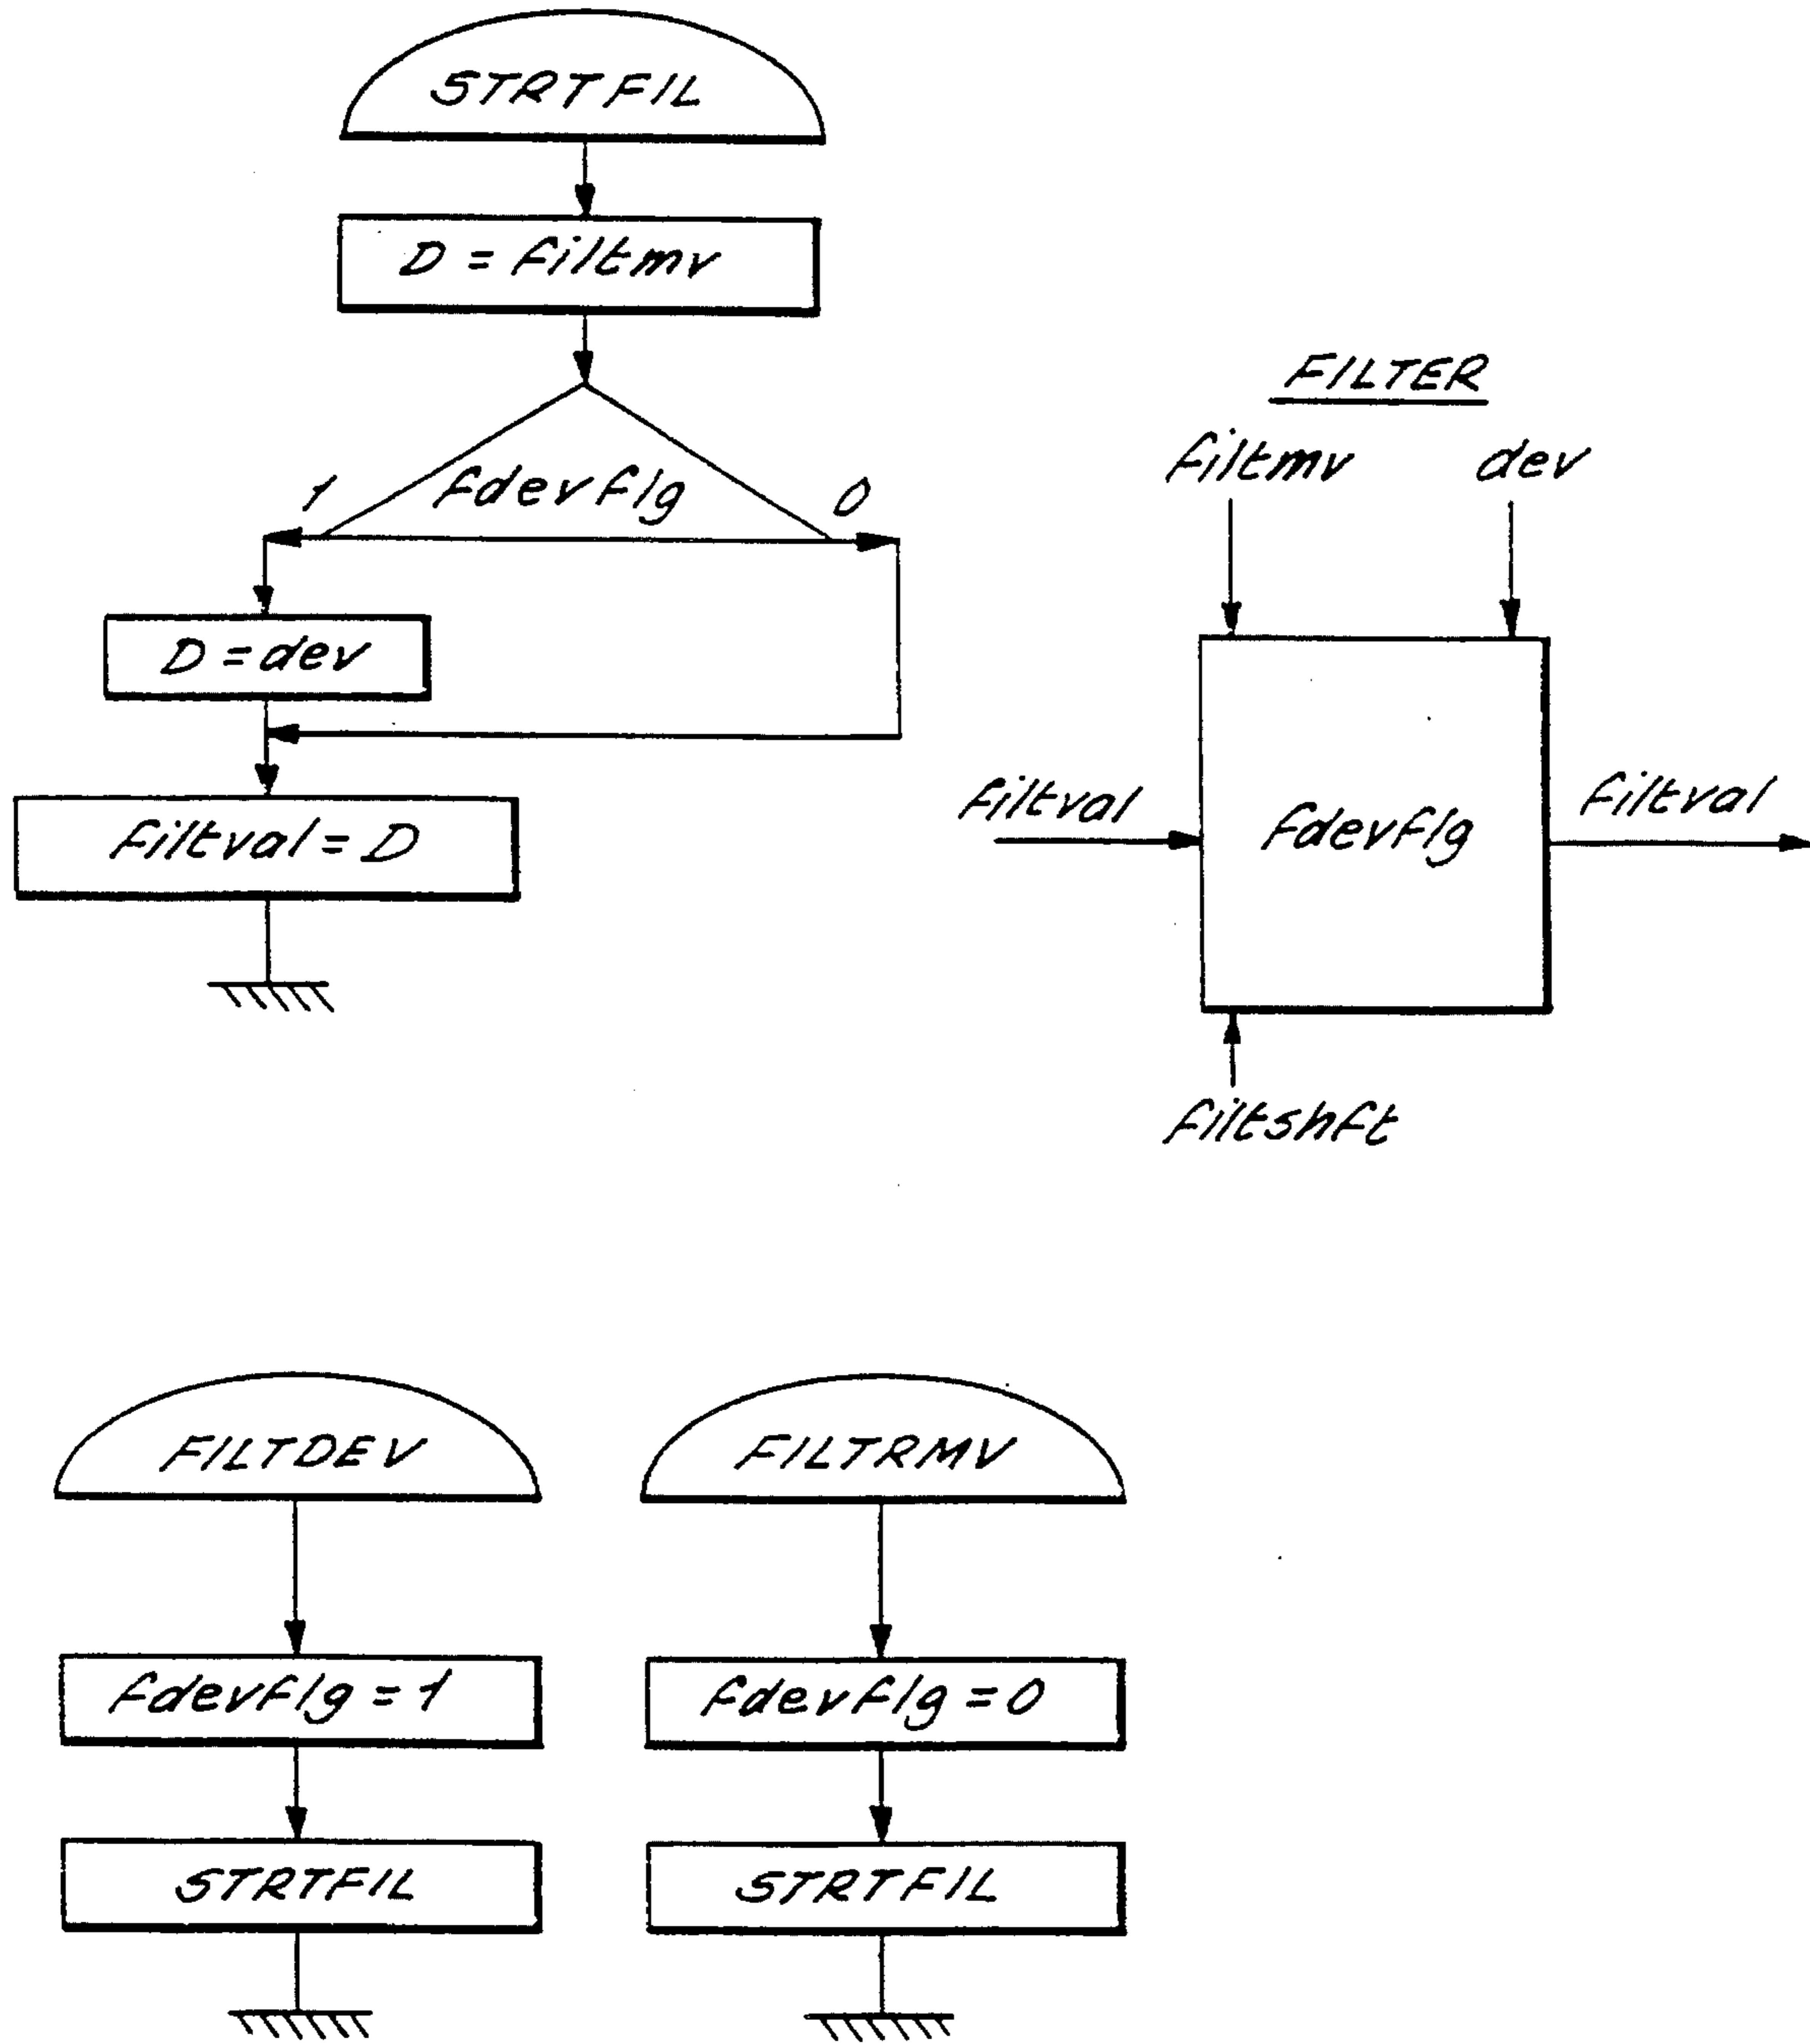 STRTFIL
D = filtmv
1
fdevflg
0
D = dev
filtval = D
FILTER
filtmv
dev
filtval
fdevflg
filtval
filtshft
FILTDEV
fdevflg = 1
STRTFIL
FILTRMV
fdevflg = 0
STRTFIL